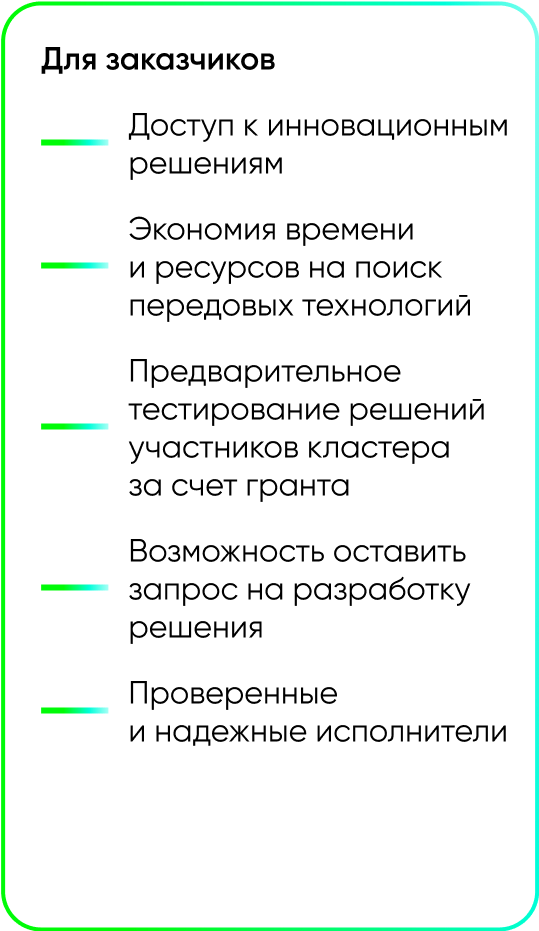 Для заказчиков
Доступ к инновационным
решениям
Экономия времени
и ресурсов на поиск
передовых технологий
Предварительное
тестирование решений
участников кластера
за счет гранта
Возможность оставить
запрос на разработку
решения
Проверенные
и надежные исполнители